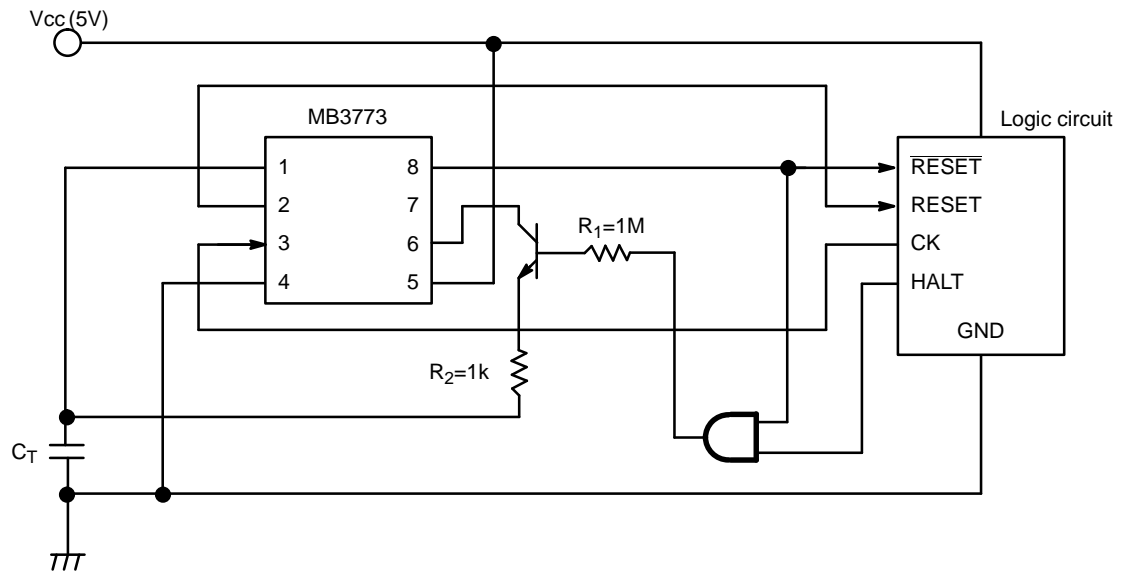 Vcc (5V)
MB3773
Logic circuit
1
8
RESET
2
7
RESET
R1=1M
3
6
CK
4
5
HALT
GND
R2=1k
CT